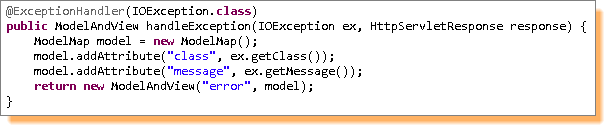 @ExceptionHandler(IOException.class)
public ModelAndView handleException(IOException ex, HttpServletResponse response) {
    ModelMap model = new ModelMap();
    model.addAttribute("class", ex.getClass());
    model.addAttribute("message", ex.getMessage());
    return new ModelAndView("error", model);
}